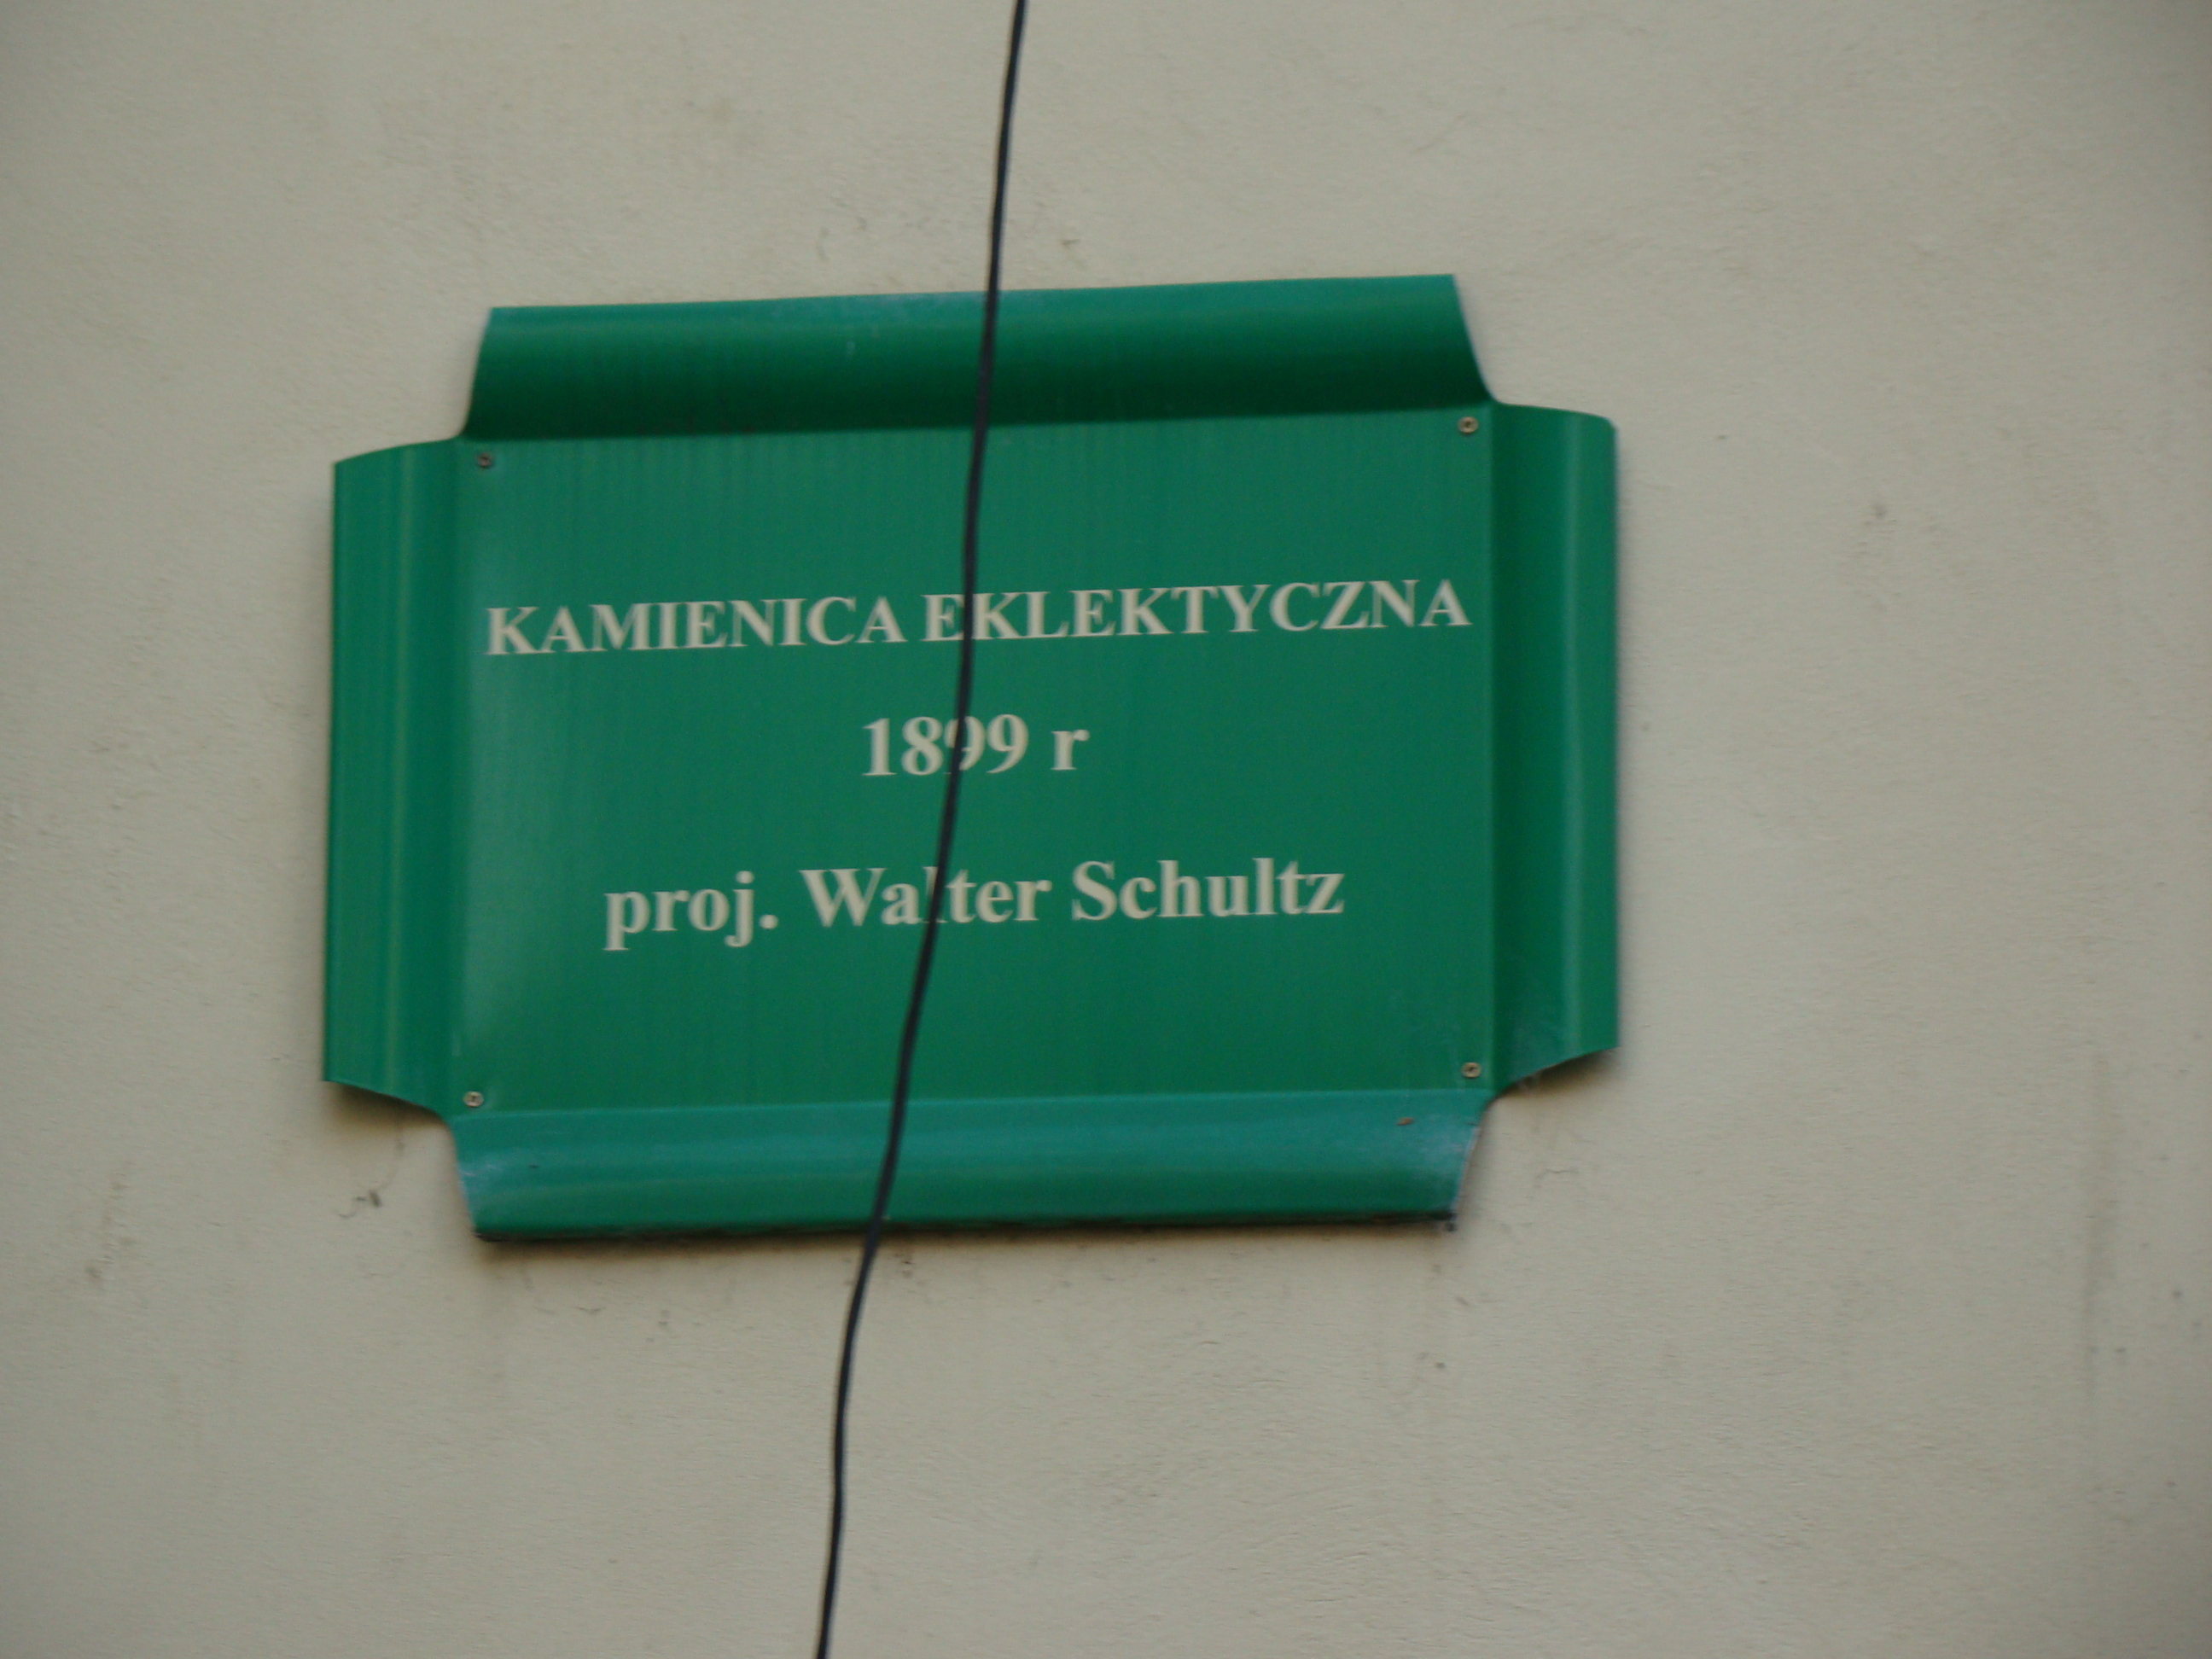 KAMIENICA EKLEKTYCZNA
1899 r
proj. Walter Schultz